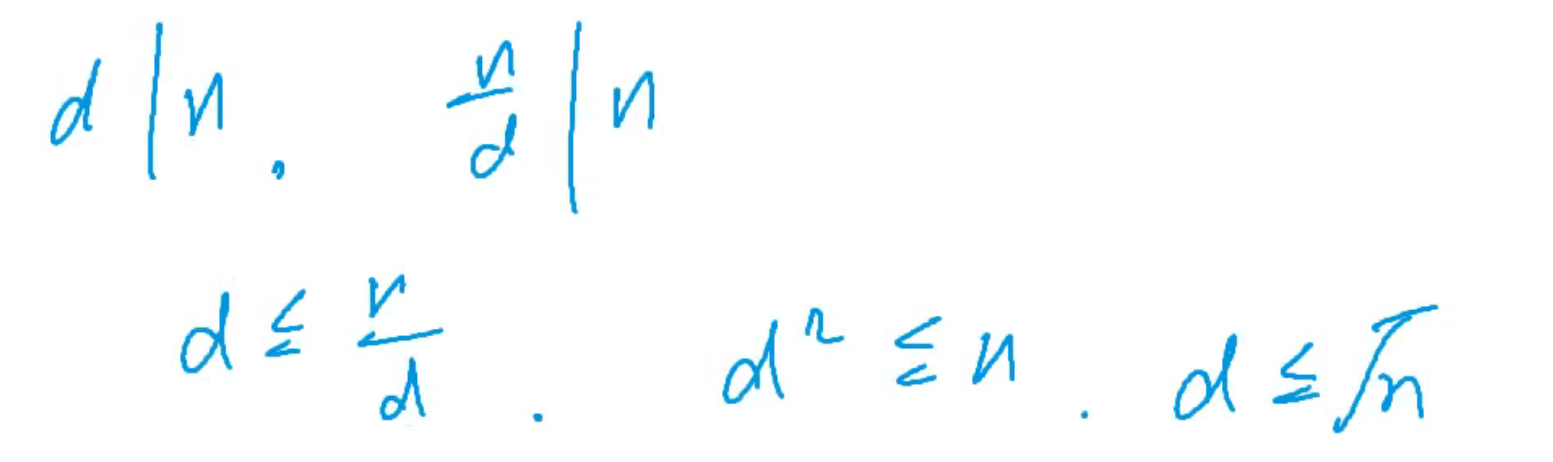 d | n , n/d | n
d ≤ n/d . d² ≤ n . d ≤ √n